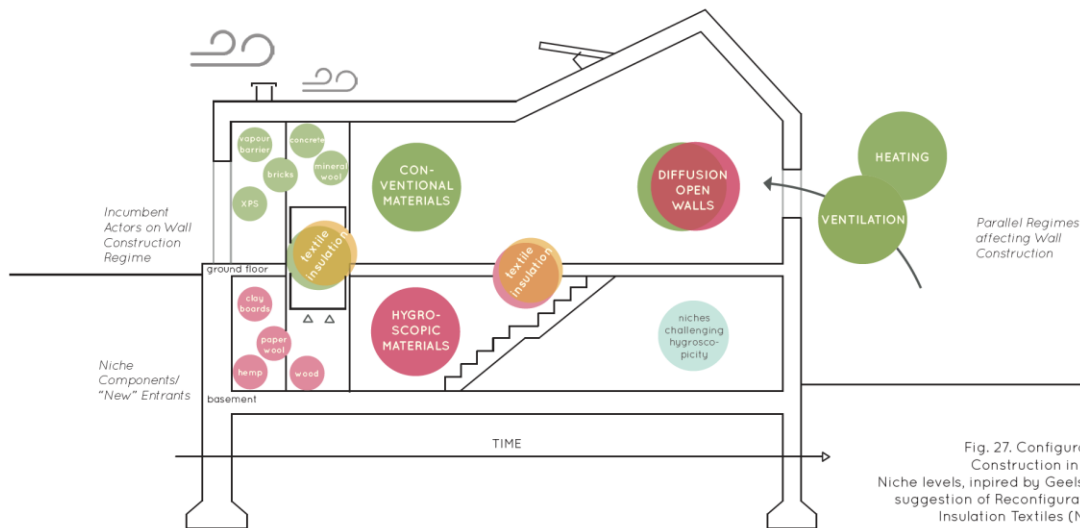 vapour
barrier
concrete
bricks
mineral
wool
XPS
CON-
VENTIONAL
MATERIALS
DIFFUSION
OPEN
WALLS
HEATING
VENTILATION
Incumbent
Actors on Wall
Construction
Regime
Parallel Regimes
affecting Wall
Construction
textile
insulation
textile
insulation
ground floor
clay
boards
paper
wool
hemp
wood
HYGRO-
SCOPIC
MATERIALS
niches
challenging
hygrosco-
picity
Niche
Components/
"New" Entrants
basement
TIME
Fig. 27. Configura
Construction in
Niche levels, inpired by Geels
suggestion of Reconfigura
Insulation Textiles (N